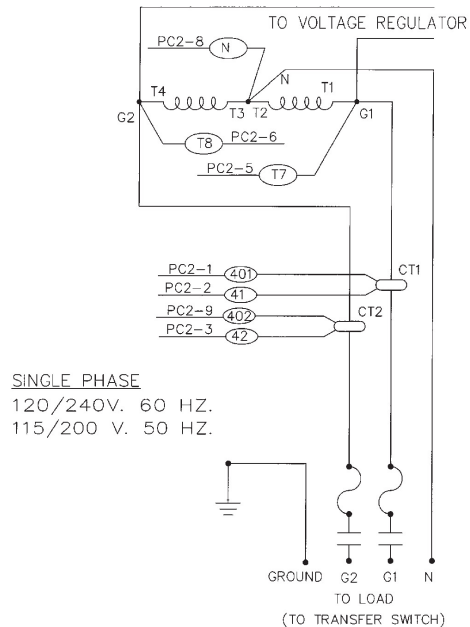 TO VOLTAGE REGULATOR
PC2-8
N
N
T4
T3
T2
T1
G2
G1
T8
PC2-6
PC2-5
T7
PC2-1
401
CT1
PC2-2
41
PC2-9
402
CT2
PC2-3
42
SINGLE PHASE
120/240V. 60 HZ.
115/200 V. 50 HZ.
GROUND
G2
G1
N
TO LOAD
(TO TRANSFER SWITCH)